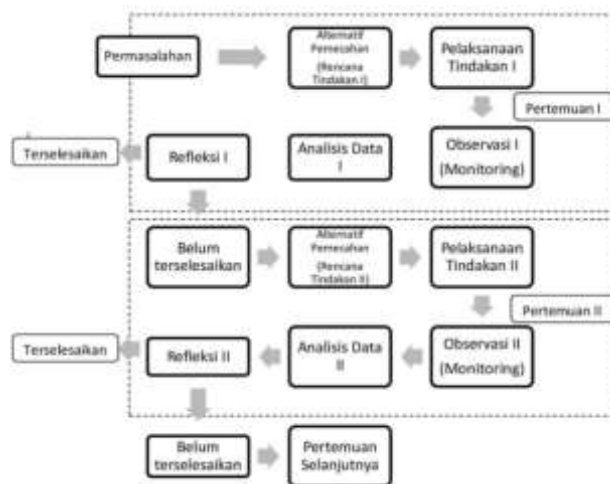 Permasalahan
Alternatif
Pemecahan
(Rencana
Tindakan I)
Pelaksanaan
Tindakan I
Pertemuan I
Terselesaikan
Refleksi I
Analisis Data
I
Observasi I
(Monitoring)
Belum
terselesaikan
Alternatif
Pemecahan
(Rencana
Tindakan II)
Pelaksanaan
Tindakan II
Pertemuan II
Terselesaikan
Refleksi II
Analisis Data
II
Observasi II
(Monitoring)
Belum
terselesaikan
Pertemuan
Selanjutnya